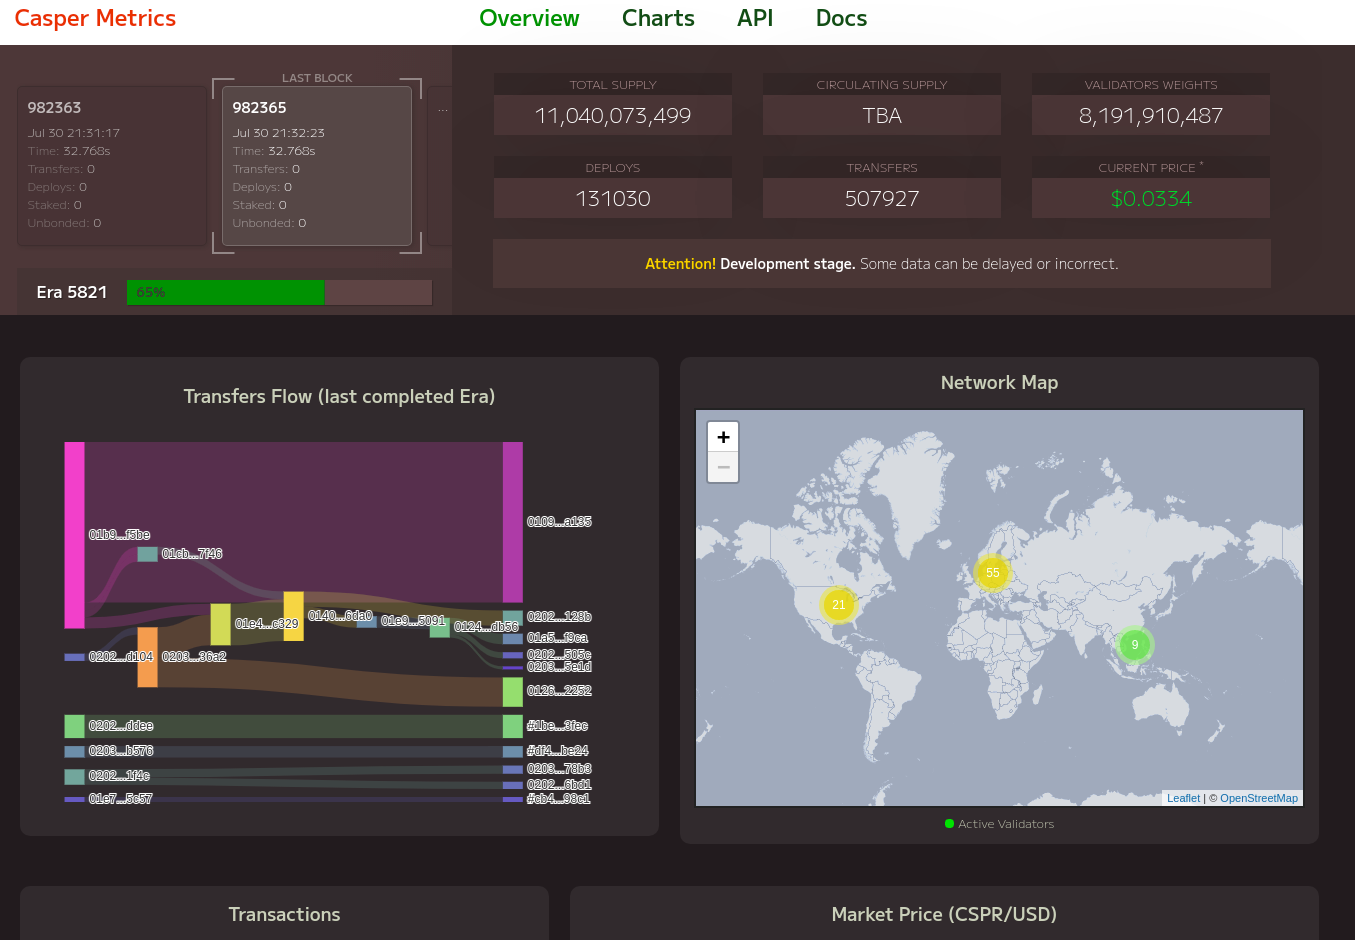 Casper Metrics
Overview Charts API Docs
LAST BLOCK
982363
Jul 30 21:31:17
Time: 32.768s
Transfers: 0
Deploys: 0
Staked: 0
Unbonded: 0
982365
Jul 30 21:32:23
Time: 32.768s
Transfers: 0
Deploys: 0
Staked: 0
Unbonded: 0
...
Era 5821
65%
TOTAL SUPPLY
11,040,073,499
CIRCULATING SUPPLY
TBA
VALIDATORS WEIGHTS
8,191,910,487
DEPLOYS
131030
TRANSFERS
507927
CURRENT PRICE *
$0.0334
Attention! Development stage. Some data can be delayed or incorrect.
Transfers Flow (last completed Era)
01b9...f5be
01cb...7f46
0109...a135
01e4...c829
0140...6da0
01e9...5091
0124...db56
0202...128b
01a5...f9ca
0202...d104
0203...36a2
0202...505c
0203...5e1d
0126...2252
0202...ddee
#1be...3fec
0203...b576
#df4...be24
0202...1f4c
0203...78b3
0202...6bd1
01e7...5c57
#cb4...98c1
Network Map
+
−
55
21
9
Leaflet | © OpenStreetMap
Active Validators
Transactions
Market Price (CSPR/USD)